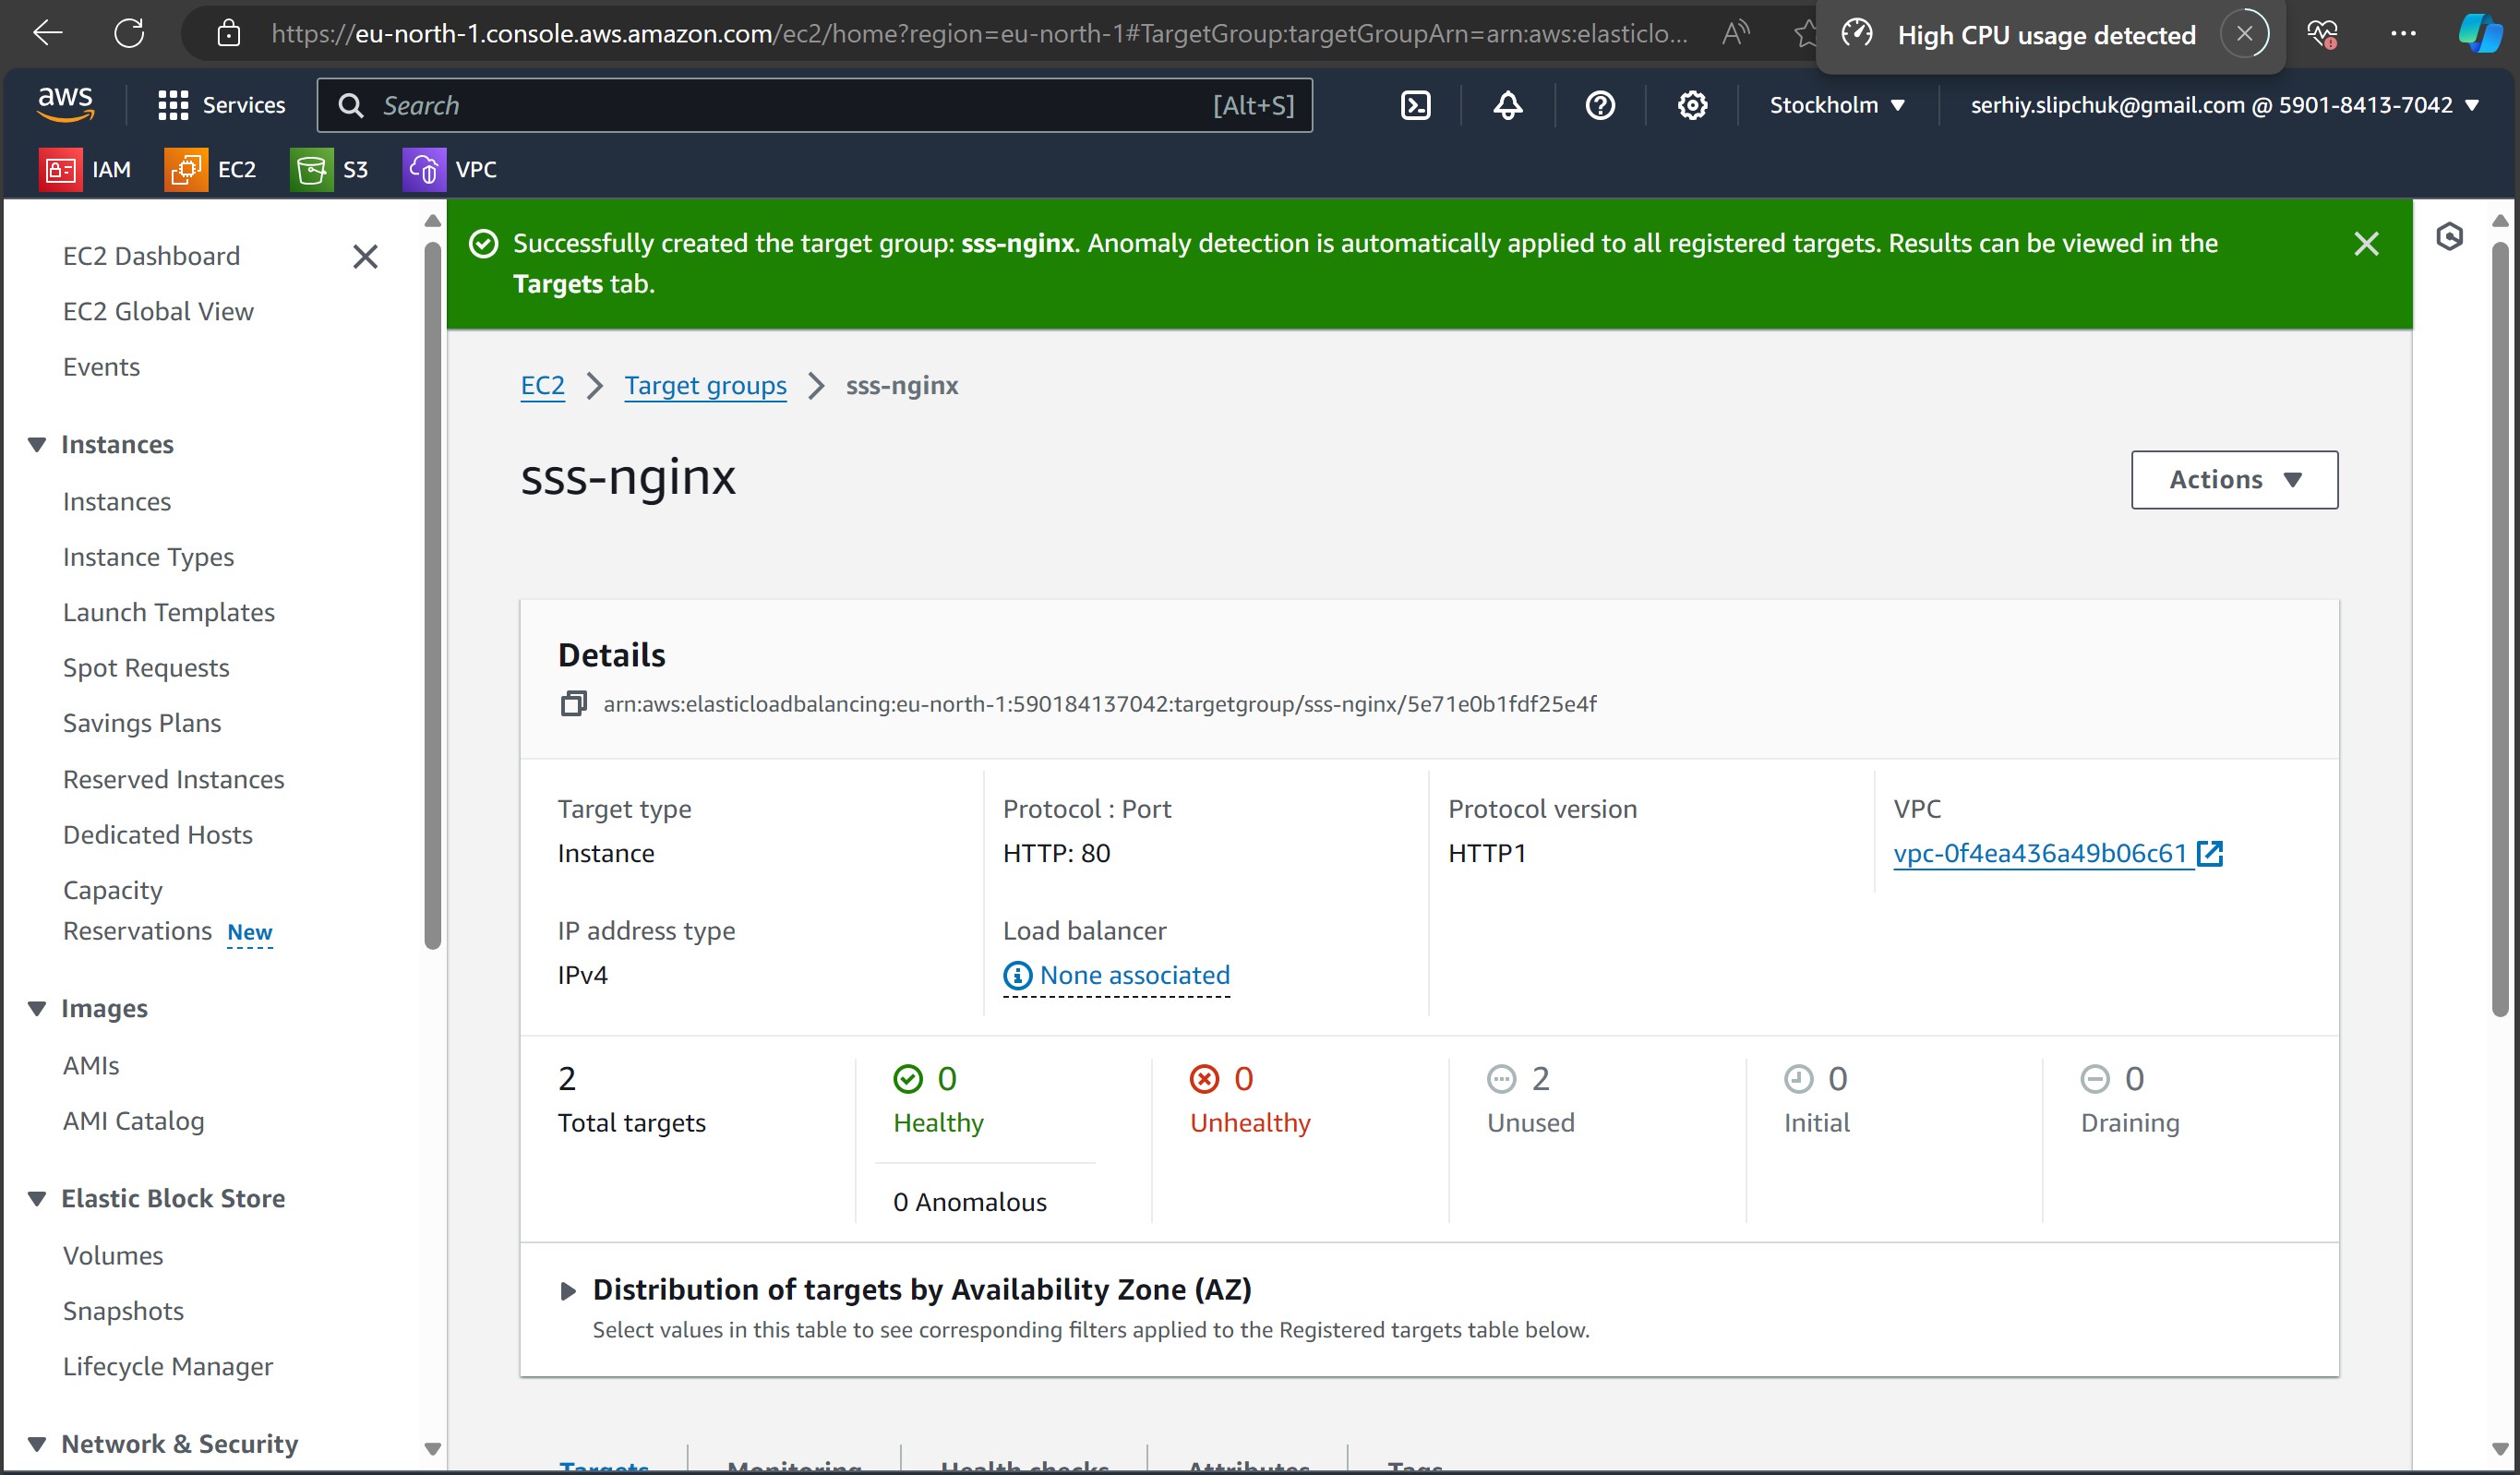 https://eu-north-1.console.aws.amazon.com/ec2/home?region=eu-north-1#TargetGroup:targetGroupArn=arn:aws:elasticlo...
High CPU usage detected
aws
Services
Search
[Alt+S]
Stockholm
serhiy.slipchuk@gmail.com @ 5901-8413-7042
IAM
EC2
S3
VPC
EC2 Dashboard
EC2 Global View
Events
Instances
Instances
Instance Types
Launch Templates
Spot Requests
Savings Plans
Reserved Instances
Dedicated Hosts
Capacity
Reservations New
Images
AMIs
AMI Catalog
Elastic Block Store
Volumes
Snapshots
Lifecycle Manager
Network & Security
Successfully created the target group: sss-nginx. Anomaly detection is automatically applied to all registered targets. Results can be viewed in the
Targets tab.
EC2 > Target groups > sss-nginx
sss-nginx
Actions
Details
arn:aws:elasticloadbalancing:eu-north-1:590184137042:targetgroup/sss-nginx/5e71e0b1fdf25e4f
Target type
Instance
Protocol : Port
HTTP: 80
Protocol version
HTTP1
VPC
vpc-0f4ea436a49b06c61
IP address type
IPv4
Load balancer
None associated
2
Total targets
0
Healthy
0 Anomalous
0
Unhealthy
2
Unused
0
Initial
0
Draining
Distribution of targets by Availability Zone (AZ)
Select values in this table to see corresponding filters applied to the Registered targets table below.
Targets
Monitoring
Health checks
Attributes
Tags